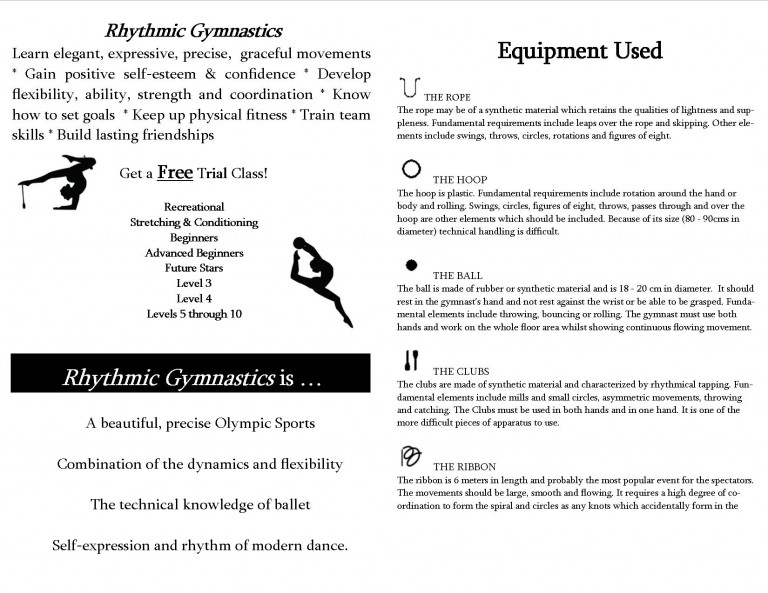 Rhythmic Gymnastics
Learn elegant, expressive, precise, graceful movements
* Gain positive self-esteem & confidence * Develop
flexibility, ability, strength and coordination * Know
how to set goals * Keep up physical fitness * Train team
skills * Build lasting friendships
Get a Free Trial Class!
Recreational
Stretching & Conditioning
Beginners
Advanced Beginners
Future Stars
Level 3
Level 4
Levels 5 through 10
Rhythmic Gymnastics is ...
A beautiful, precise Olympic Sports
Combination of the dynamics and flexibility
The technical knowledge of ballet
Self-expression and rhythm of modern dance.
Equipment Used
THE ROPE
The rope may be of a synthetic material which retains the qualities of lightness and sup-
pleness. Fundamental requirements include leaps over the rope and skipping. Other ele-
ments include swings, throws, circles, rotations and figures of eight.
THE HOOP
The hoop is plastic. Fundamental requirements include rotation around the hand or
body and rolling. Swings, circles, figures of eight, throws, passes through and over the
hoop are other elements which should be included. Because of its size (80 - 90cms in
diameter) technical handling is difficult.
THE BALL
The ball is made of rubber or synthetic material and is 18 - 20 cm in diameter. It should
rest in the gymnast's hand and not rest against the wrist or be able to be grasped. Funda-
mental elements include throwing, bouncing or rolling. The gymnast must use both
hands and work on the whole floor area whilst showing continuous flowing movement.
THE CLUBS
The clubs are made of synthetic material and characterized by rhythmical tapping. Fun-
damental elements include mills and small circles, asymmetric movements, throwing
and catching. The Clubs must be used in both hands and in one hand. It is one of the
more difficult pieces of apparatus to use.
THE RIBBON
The ribbon is 6 meters in length and probably the most popular event for the spectators.
The movements should be large, smooth and flowing. It requires a high degree of co-
ordination to form the spiral and circles as any knots which accidentally form in the